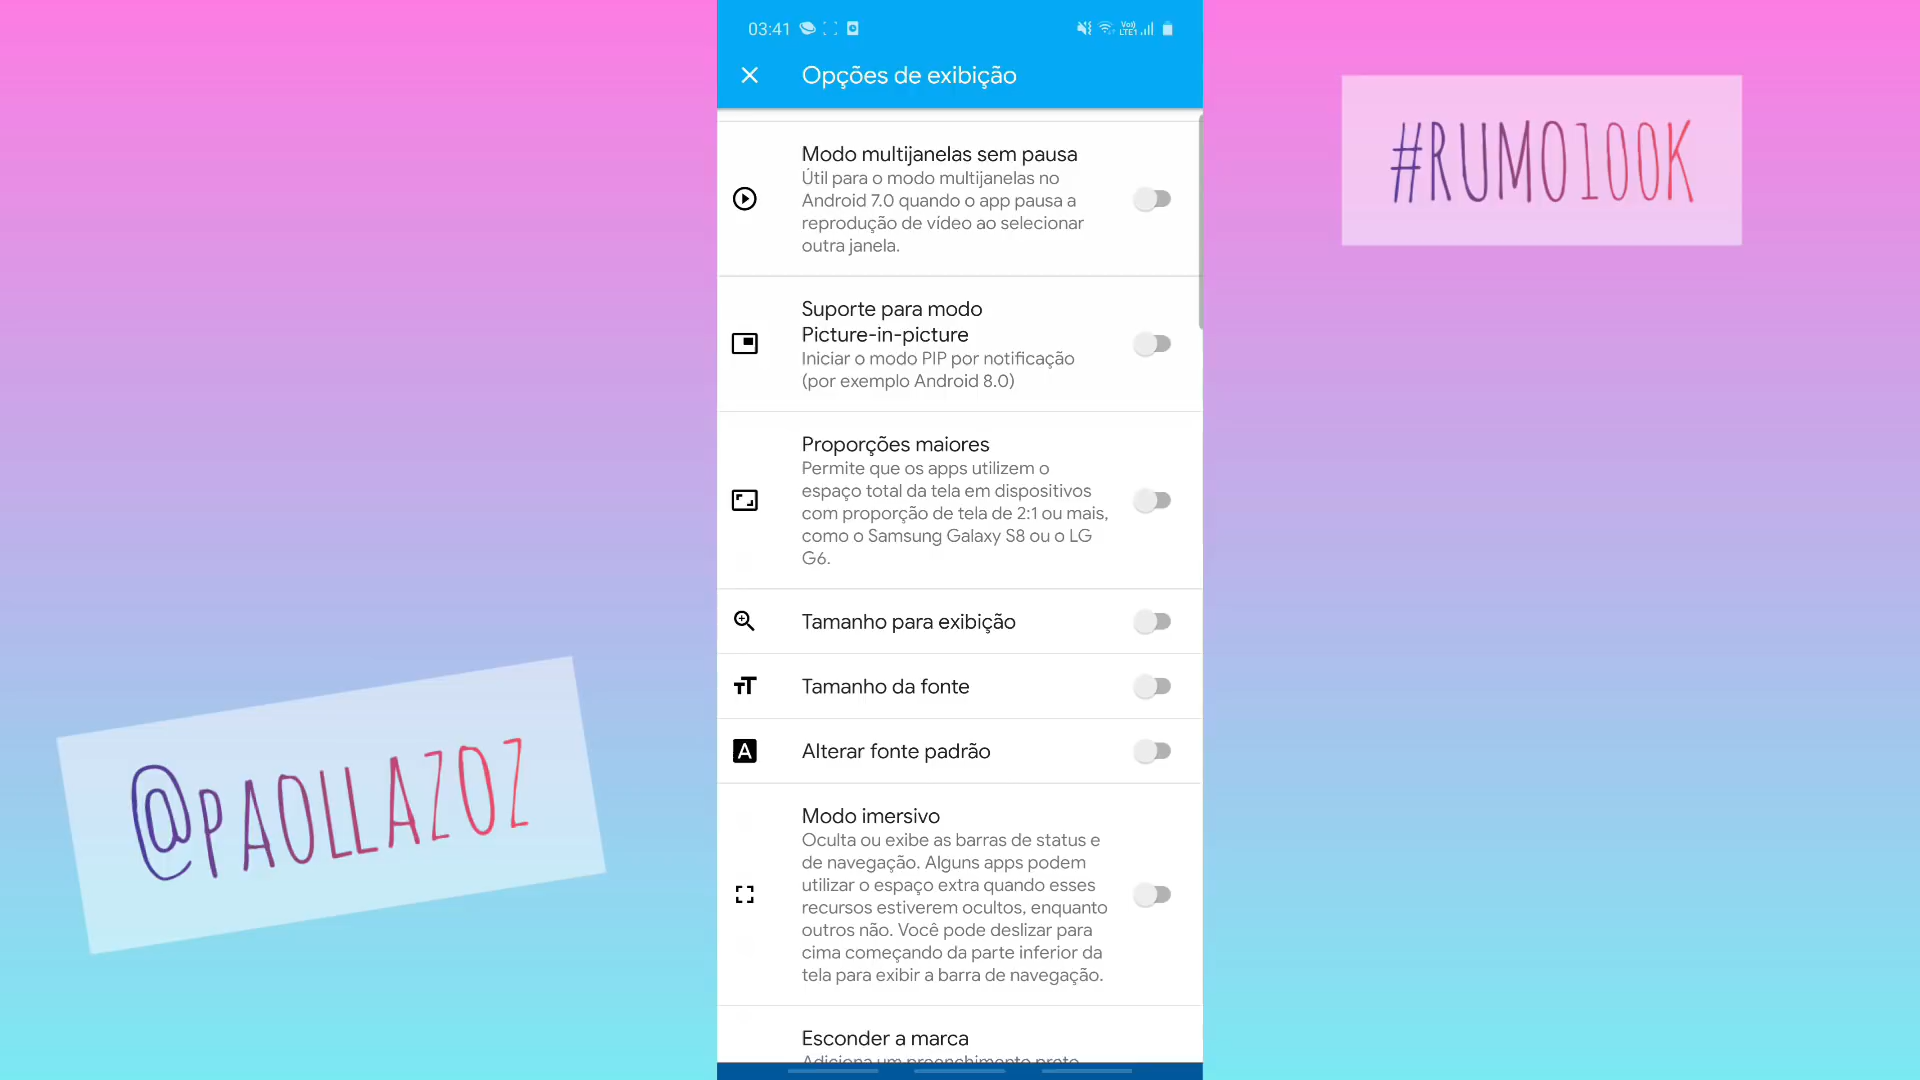 03:41
Opções de exibição
#RUMO100K
Modo multijanelas sem pausa
Útil para o modo multijanelas no
Android 7.0 quando o app pausa a
reprodução de vídeo ao selecionar
outra janela.
Suporte para modo
Picture-in-picture
Iniciar o modo PIP por notificação
(por exemplo Android 8.0)
Proporções maiores
Permite que os apps utilizem o
espaço total da tela em dispositivos
com proporção de tela de 2:1 ou mais,
como o Samsung Galaxy S8 ou o LG
G6.
Tamanho para exibição
Tamanho da fonte
Alterar fonte padrão
@PAOLLAZOZ
Modo imersivo
Oculta ou exibe as barras de status e
de navegação. Alguns apps podem
utilizar o espaço extra quando esses
recursos estiverem ocultos, enquanto
outros não. Você pode deslizar para
cima começando da parte inferior da
tela para exibir a barra de navegação.
Esconder a marca
Adiciona um preenchimento preto